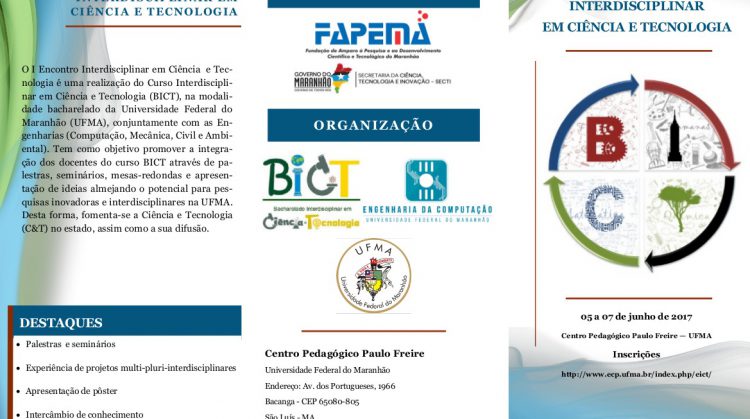 CIÊNCIA E TECNOLOGIA
O I Encontro Interdisciplinar em Ciência e Tec-
nologia é uma realização do Curso Interdiscipli-
nar em Ciência e Tecnologia (BICT), na modali-
dade bacharelado da Universidade Federal do
Maranhão (UFMA), conjuntamente com as En-
genharias (Computação, Mecânica, Civil e Ambi-
ental). Tem como objetivo promover a integra-
ção dos docentes do curso BICT através de pa-
lestras, seminários, mesas-redondas e apresen-
tação de ideias almejando o potencial para pes-
quisas inovadoras e interdisciplinares na UFMA.
Desta forma, fomenta-se a Ciência e Tecnologia
(C&T) no estado, assim como a sua difusão.
DESTAQUES
• Palestras e seminários
• Experiência de projetos multi-pluri-interdisciplinares
• Apresentação de pôster
• Intercâmbio de conhecimento
FAPEMA
Fundação de Amparo à Pesquisa e ao Desenvolvimento
Científico e Tecnológico do Maranhão
GOVERNO DO
MARANHÃO
SECRETARIA DA CIÊNCIA,
TECNOLOGIA E INOVAÇÃO - SECTI
ORGANIZAÇÃO
BICT
Bacharelado Interdisciplinar em
Ciência e Tecnologia
ENGENHARIA DA COMPUTAÇÃO
UNIVERSIDADE FEDERAL DO MARANHÃO
UFMA
Universidade Federal do Maranhão
Centro Pedagógico Paulo Freire
Universidade Federal do Maranhão
Endereço: Av. dos Portugueses, 1966
Bacanga - CEP 65080-805
São Luís - MA
INTERDISCIPLINAR
EM CIÊNCIA E TECNOLOGIA
B I
C T
05 a 07 de junho de 2017
Centro Pedagógico Paulo Freire — UFMA
Inscrições
http://www.ecp.ufma.br/index.php/eict/